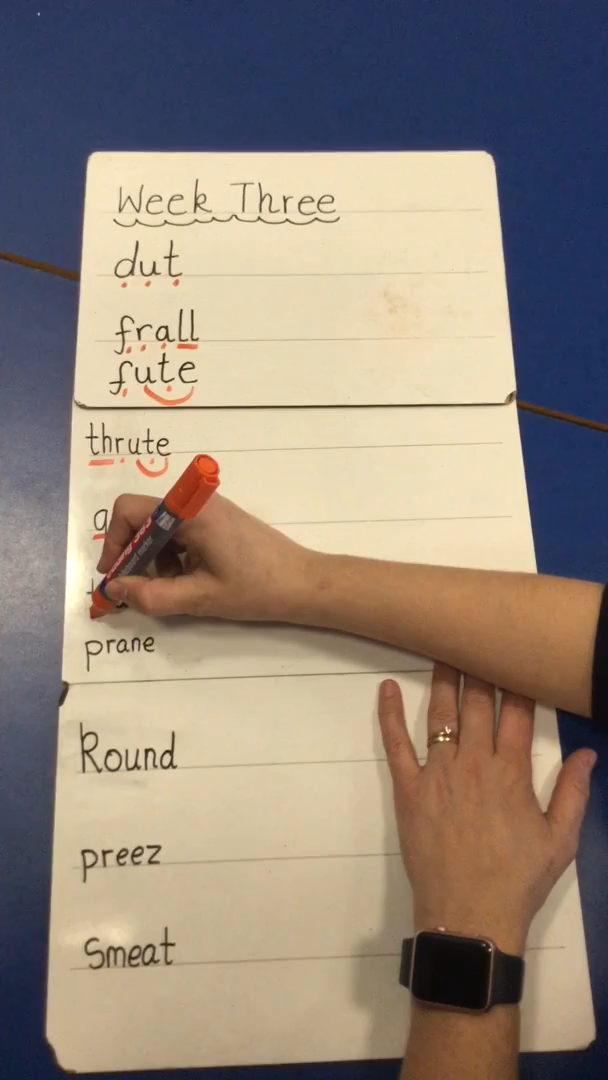 Week Three
dut
frall
fute
thrute
prane
Round
preez
Smeat